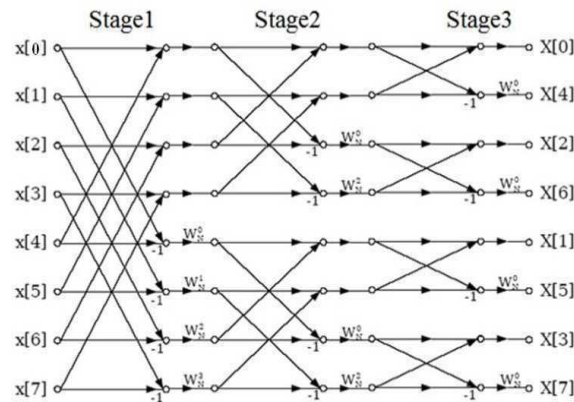 Stage1 Stage2 Stage3
x[0] X[0]
x[1] -1 W_N^0 X[4]
x[2] -1 W_N^0 X[2]
x[3] -1 W_N^2 -1 W_N^0 X[6]
x[4] -1 W_N^0 X[1]
x[5] -1 W_N^1 -1 W_N^0 X[5]
x[6] -1 W_N^2 -1 W_N^0 X[3]
x[7] -1 W_N^3 -1 W_N^2 -1 W_N^0 X[7]